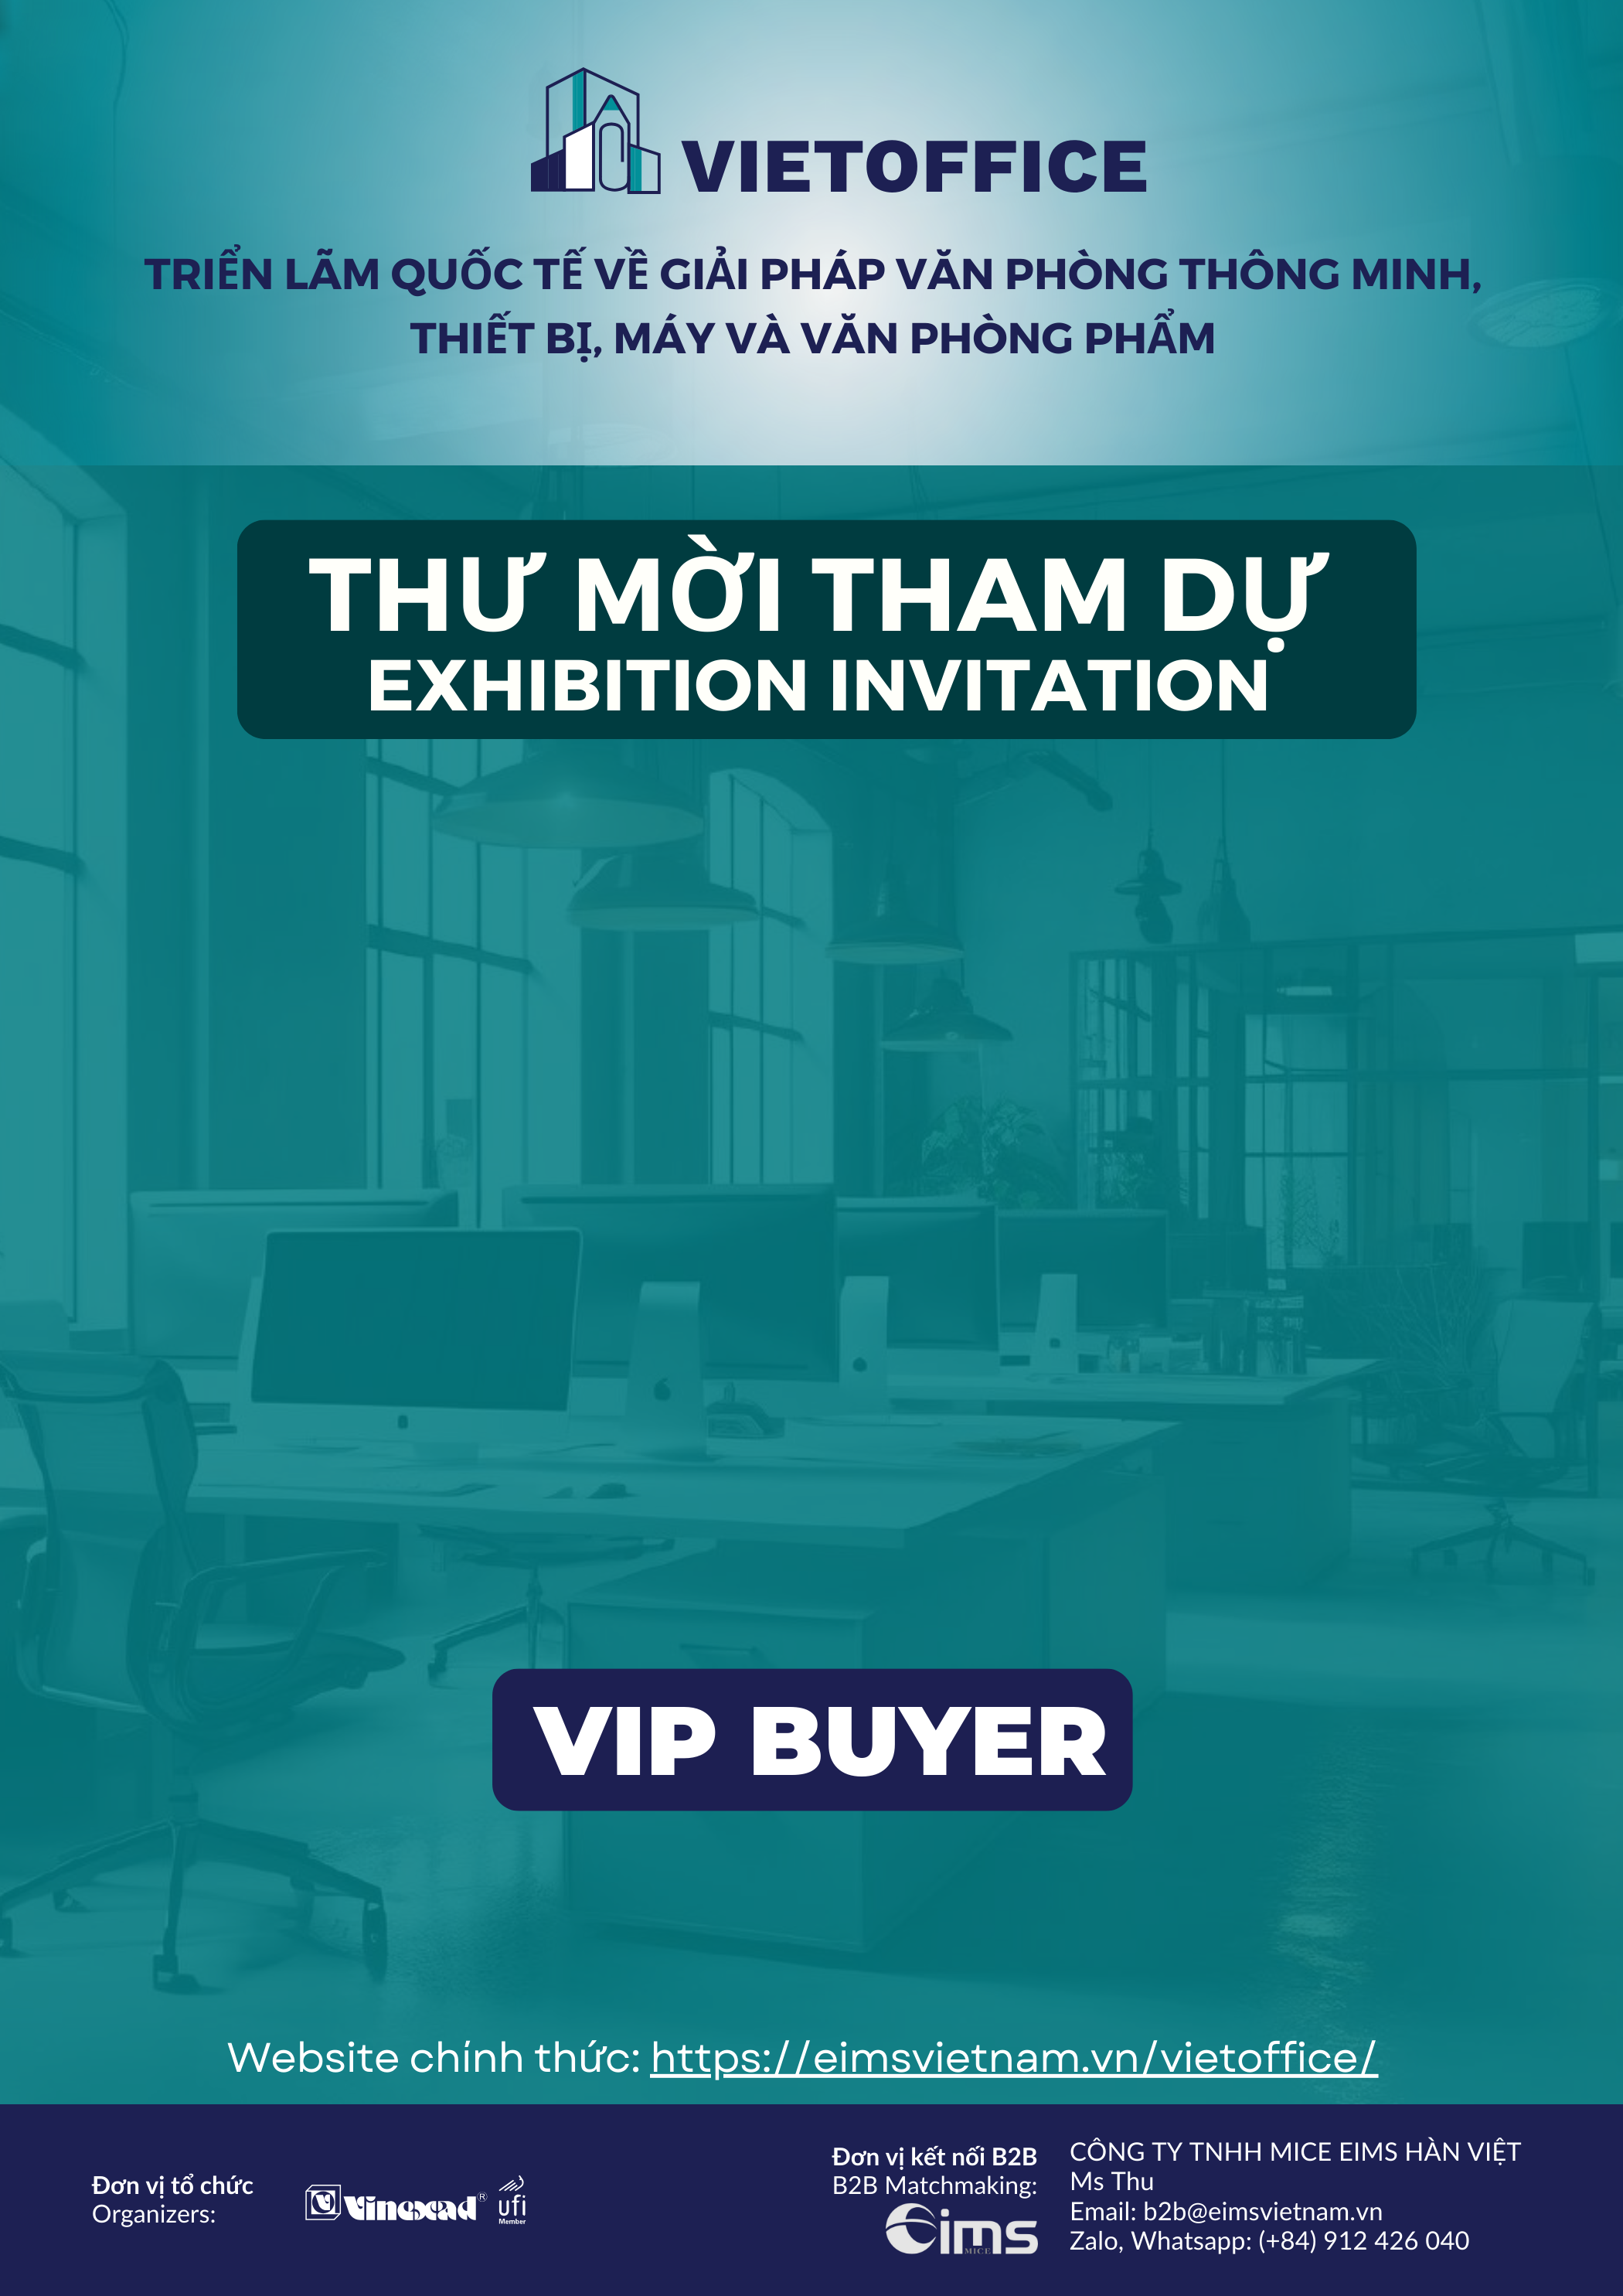 VIETOFFICE
TRIỂN LÃM QUỐC TẾ VỀ GIẢI PHÁP VĂN PHÒNG THÔNG MINH,
THIẾT BỊ, MÁY VÀ VĂN PHÒNG PHẨM
THƯ MỜI THAM DỰ
EXHIBITION INVITATION
VIP BUYER
Website chính thức: https://eimsvietnam.vn/vietoffice/
Đơn vị tổ chức
Organizers:
Vinexad®
ufi
Member
Đơn vị kết nối B2B
B2B Matchmaking:
eims
MICE
CÔNG TY TNHH MICE EIMS HÀN VIỆT
Ms Thu
Email: b2b@eimsvietnam.vn
Zalo, Whatsapp: (+84) 912 426 040